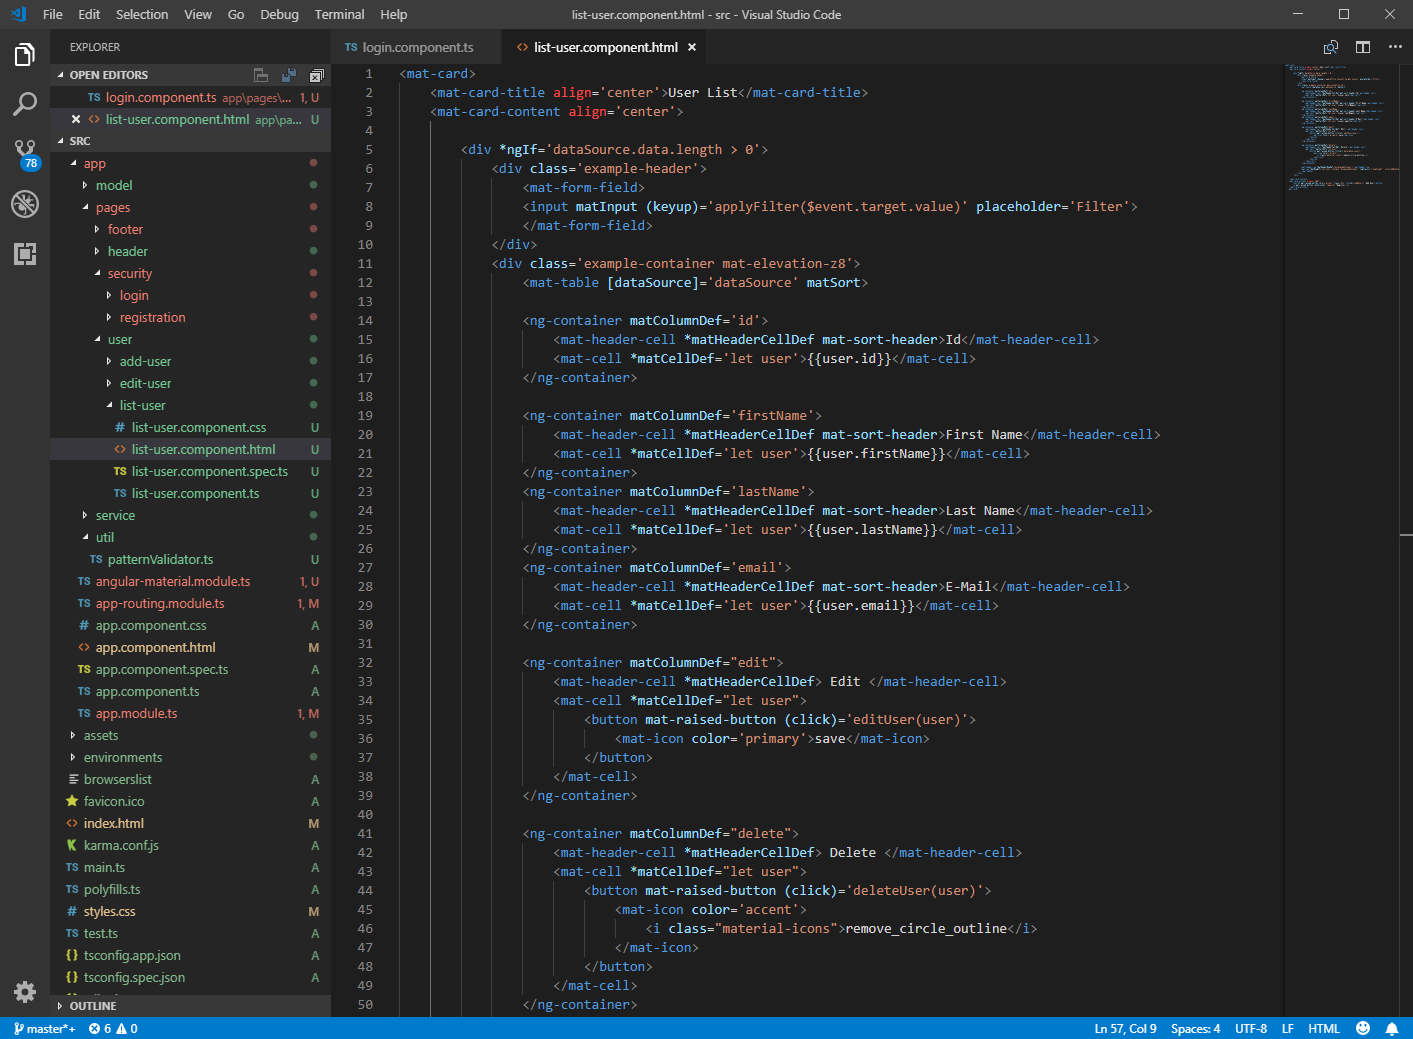 File Edit Selection View Go Debug Terminal Help
list-user.component.html - src - Visual Studio Code
EXPLORER
OPEN EDITORS
TS login.component.ts app\pages\... 1, U
<> list-user.component.html app\pa... U
SRC
app
model
pages
footer
header
security
login
registration
user
add-user
edit-user
list-user
# list-user.component.css U
<> list-user.component.html U
TS list-user.component.spec.ts U
TS list-user.component.ts U
service
util
TS patternValidator.ts U
TS angular-material.module.ts 1, U
TS app-routing.module.ts 1, M
# app.component.css A
<> app.component.html M
TS app.component.spec.ts A
TS app.component.ts A
TS app.module.ts 1, M
assets
environments
browserslist A
favicon.ico A
<> index.html M
K karma.conf.js A
TS main.ts A
TS polyfills.ts A
# styles.css M
TS test.ts A
{} tsconfig.app.json A
{} tsconfig.spec.json A
OUTLINE
78
TS login.component.ts
<> list-user.component.html ×
1 <mat-card>
2 <mat-card-title align='center'>User List</mat-card-title>
3 <mat-card-content align='center'>
4
5 <div *ngIf='dataSource.data.length > 0'>
6 <div class='example-header'>
7 <mat-form-field>
8 <input matInput (keyup)='applyFilter($event.target.value)' placeholder='Filter'>
9 </mat-form-field>
10 </div>
11 <div class='example-container mat-elevation-z8'>
12 <mat-table [dataSource]='dataSource' matSort>
13
14 <ng-container matColumnDef='id'>
15 <mat-header-cell *matHeaderCellDef mat-sort-header>Id</mat-header-cell>
16 <mat-cell *matCellDef='let user'>{{user.id}}</mat-cell>
17 </ng-container>
18
19 <ng-container matColumnDef='firstName'>
20 <mat-header-cell *matHeaderCellDef mat-sort-header>First Name</mat-header-cell>
21 <mat-cell *matCellDef='let user'>{{user.firstName}}</mat-cell>
22 </ng-container>
23 <ng-container matColumnDef='lastName'>
24 <mat-header-cell *matHeaderCellDef mat-sort-header>Last Name</mat-header-cell>
25 <mat-cell *matCellDef='let user'>{{user.lastName}}</mat-cell>
26 </ng-container>
27 <ng-container matColumnDef='email'>
28 <mat-header-cell *matHeaderCellDef mat-sort-header>E-Mail</mat-header-cell>
29 <mat-cell *matCellDef='let user'>{{user.email}}</mat-cell>
30 </ng-container>
31
32 <ng-container matColumnDef="edit">
33 <mat-header-cell *matHeaderCellDef> Edit </mat-header-cell>
34 <mat-cell *matCellDef="let user">
35 <button mat-raised-button (click)='editUser(user)'>
36 <mat-icon color='primary'>save</mat-icon>
37 </button>
38 </mat-cell>
39 </ng-container>
40
41 <ng-container matColumnDef="delete">
42 <mat-header-cell *matHeaderCellDef> Delete </mat-header-cell>
43 <mat-cell *matCellDef="let user">
44 <button mat-raised-button (click)='deleteUser(user)'>
45 <mat-icon color='accent'>
46 <i class="material-icons">remove_circle_outline</i>
47 </mat-icon>
48 </button>
49 </mat-cell>
50 </ng-container>
master*+ 6 0
Ln 57, Col 9 Spaces: 4 UTF-8 LF HTML